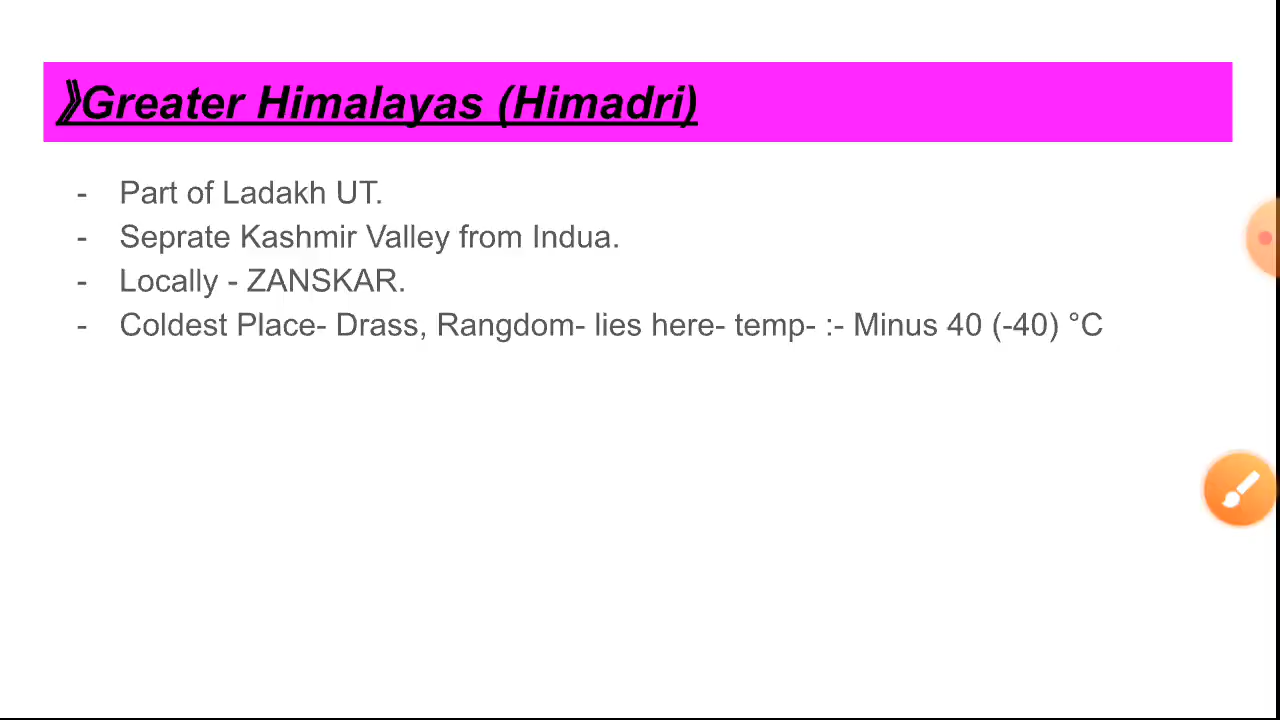 》Greater Himalayas (Himadri)
- Part of Ladakh UT.
- Seprate Kashmir Valley from Indua.
- Locally - ZANSKAR.
- Coldest Place- Drass, Rangdom- lies here- temp- :- Minus 40 (-40) °C